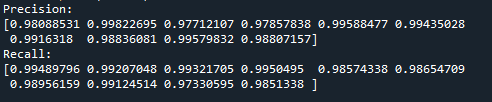 Precision:
[0.98088531 0.99822695 0.97712107 0.97857838 0.99588477 0.99435028
 0.9916318  0.98836081 0.99579832 0.98807157]
Recall:
[0.99489796 0.99207048 0.99321705 0.9950495  0.98574338 0.98654709
 0.98956159 0.99124514 0.97330595 0.9851338 ]